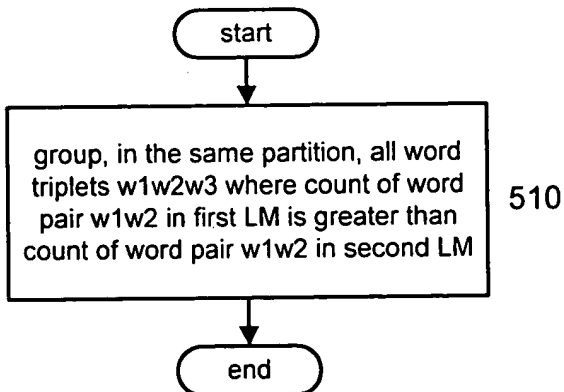 start
group, in the same partition, all word
triplets w1w2w3 where count of word
pair w1w2 in first LM is greater than
count of word pair w1w2 in second LM
510
end